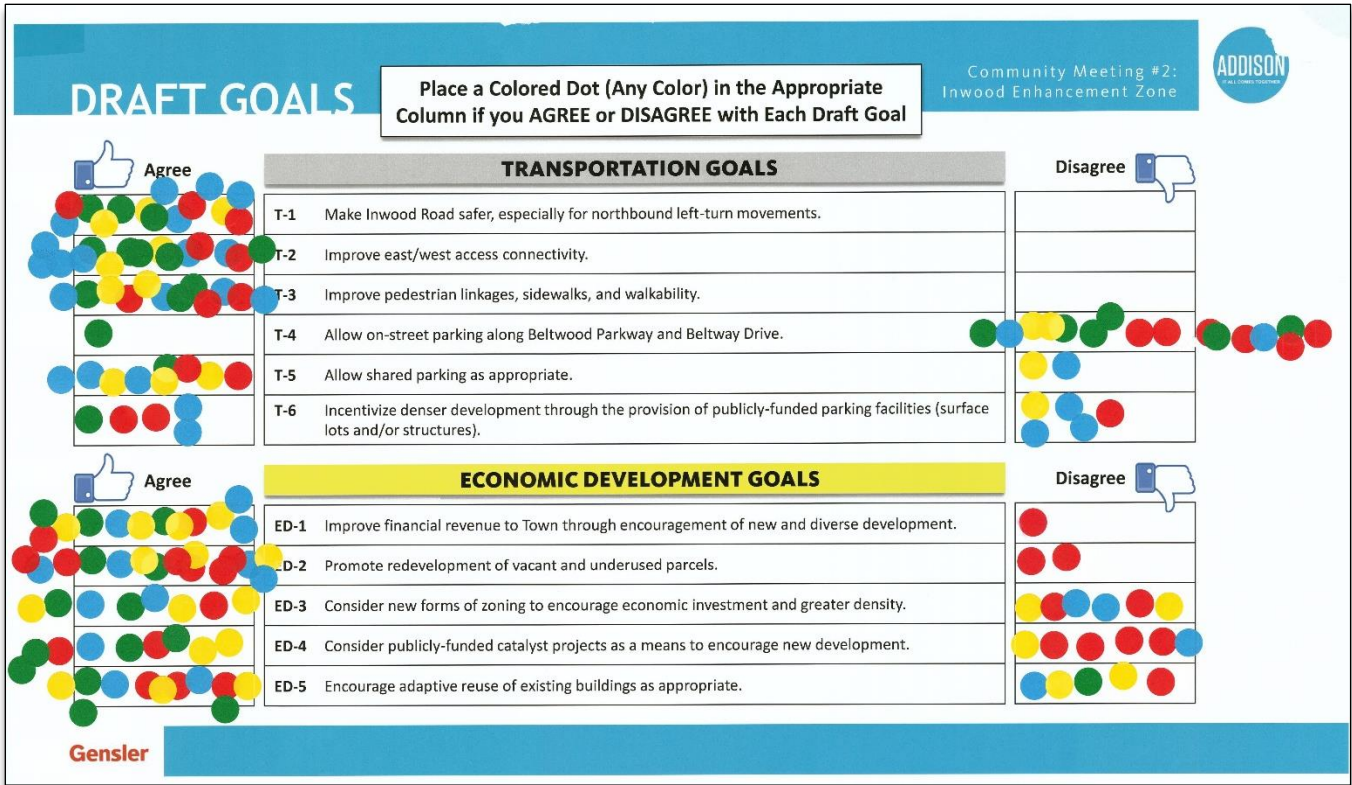 DRAFT GOALS
Place a Colored Dot (Any Color) in the Appropriate
Column if you AGREE or DISAGREE with Each Draft Goal
Community Meeting #2:
Inwood Enhancement Zone
ADDISON
IT ALL COMES TOGETHER
Agree
TRANSPORTATION GOALS
Disagree
T-1 Make Inwood Road safer, especially for northbound left-turn movements.
T-2 Improve east/west access connectivity.
T-3 Improve pedestrian linkages, sidewalks, and walkability.
T-4 Allow on-street parking along Beltwood Parkway and Beltway Drive.
T-5 Allow shared parking as appropriate.
T-6 Incentivize denser development through the provision of publicly-funded parking facilities (surface
lots and/or structures).
Agree
ECONOMIC DEVELOPMENT GOALS
Disagree
ED-1 Improve financial revenue to Town through encouragement of new and diverse development.
ED-2 Promote redevelopment of vacant and underused parcels.
ED-3 Consider new forms of zoning to encourage economic investment and greater density.
ED-4 Consider publicly-funded catalyst projects as a means to encourage new development.
ED-5 Encourage adaptive reuse of existing buildings as appropriate.
Gensler